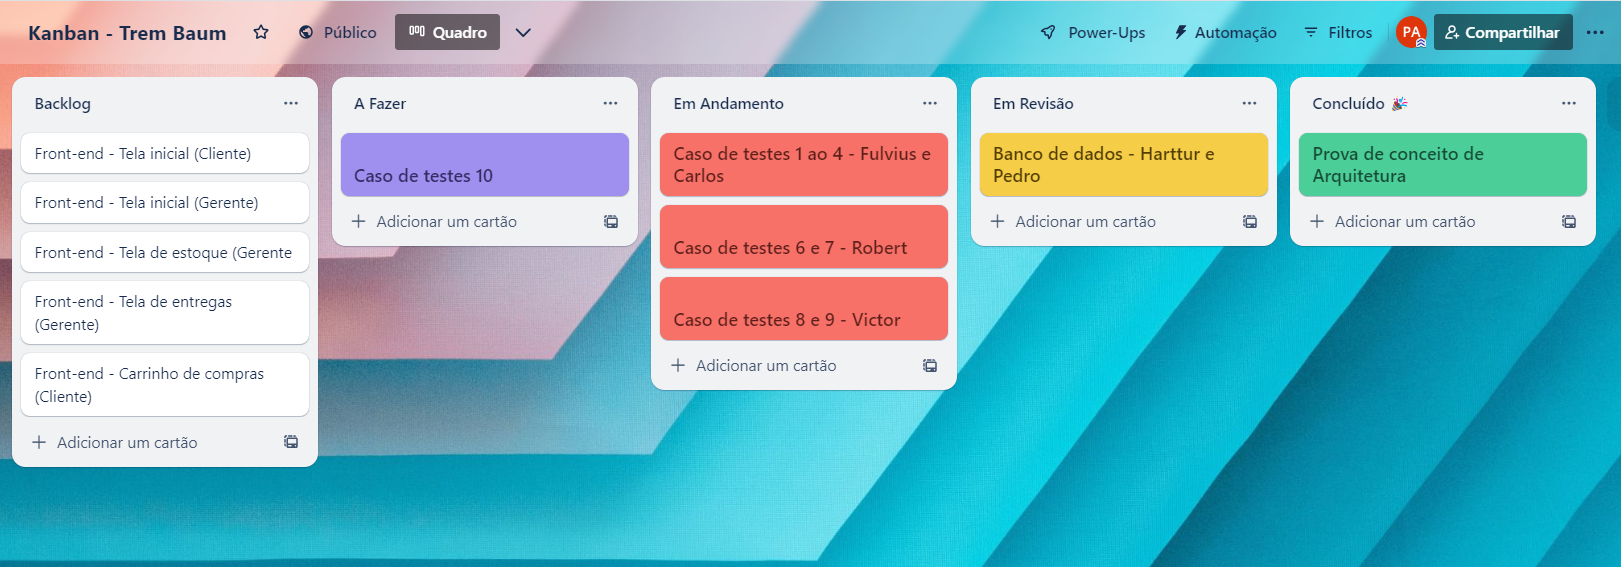 Kanban - Trem Baum
Público
Quadro
Power-Ups
Automação
Filtros
PA
Compartilhar
Backlog
Front-end - Tela inicial (Cliente)
Front-end - Tela inicial (Gerente)
Front-end - Tela de estoque (Gerente
Front-end - Tela de entregas
(Gerente)
Front-end - Carrinho de compras
(Cliente)
Adicionar um cartão
A Fazer
Caso de testes 10
Adicionar um cartão
Em Andamento
Caso de testes 1 ao 4 - Fulvius e
Carlos
Caso de testes 6 e 7 - Robert
Caso de testes 8 e 9 - Victor
Adicionar um cartão
Em Revisão
Banco de dados - Harttur e
Pedro
Adicionar um cartão
Concluído 🎉
Prova de conceito de
Arquitetura
Adicionar um cartão